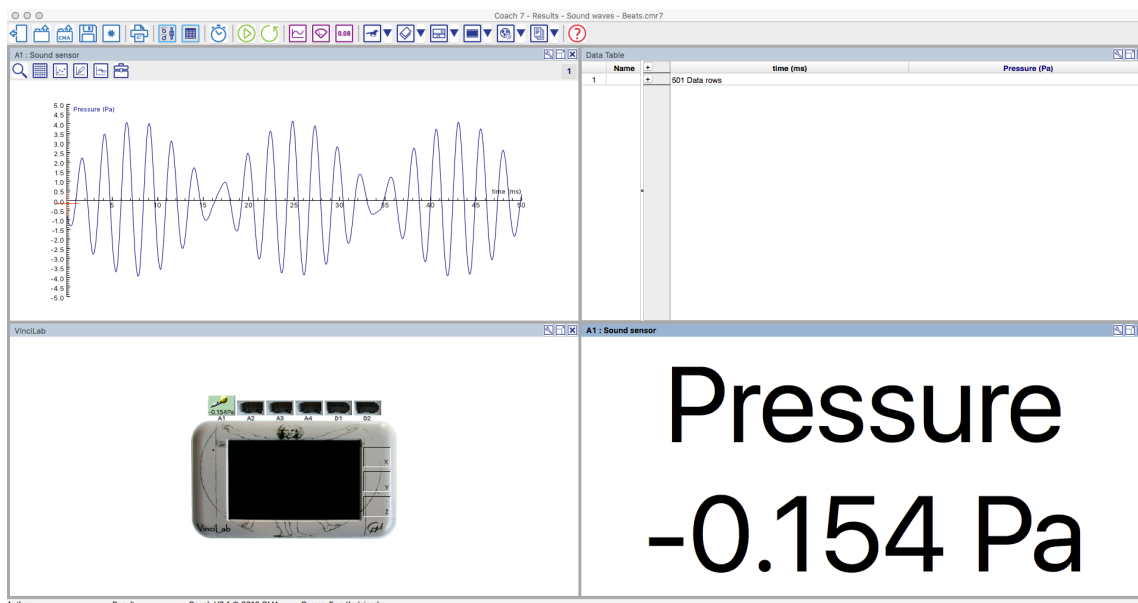 Coach 7 - Results - Sound waves - Beats.cmr7
CMA
0.08
?
A1 : Sound sensor
1
Pressure (Pa)
5.0
4.5
4.0
3.5
3.0
2.5
2.0
1.5
1.0
0.5
0.0
-0.5
-1.0
-1.5
-2.0
-2.5
-3.0
-3.5
-4.0
-4.5
-5.0
time (ms)
5 10 15 20 25 30 35 40 45 50
Data Table
Name + time (ms) Pressure (Pa)
1 + 501 Data rows
VinciLab
-0.154Pa
A1 A2 A3 A4 D1 D2
X
Y
Z
VinciLab
A1 : Sound sensor
Pressure
-0.154 Pa